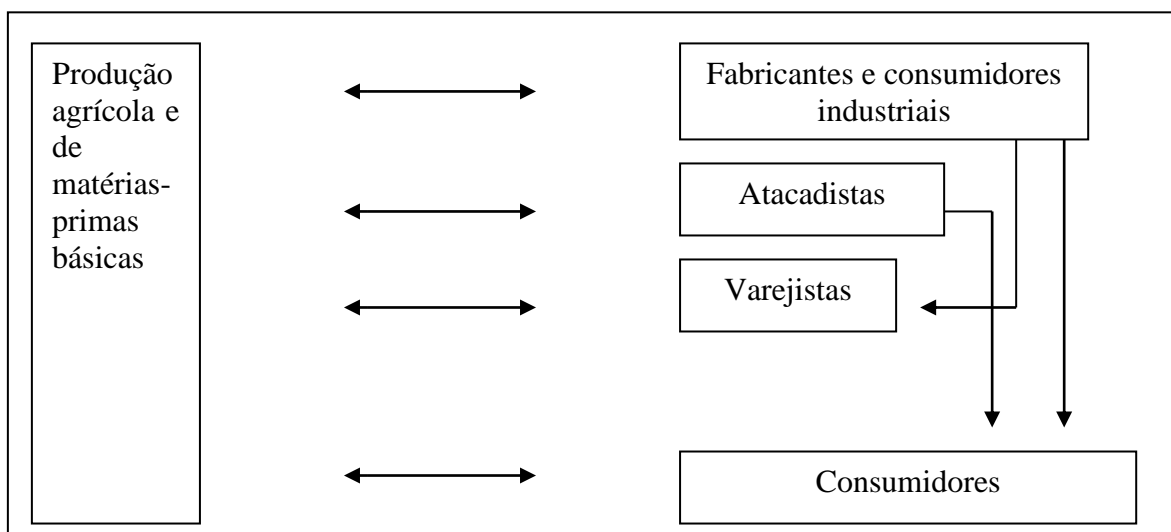 Produção
agrícola e
de
matérias-
primas
básicas
Fabricantes e consumidores
industriais
Atacadistas
Varejistas
Consumidores